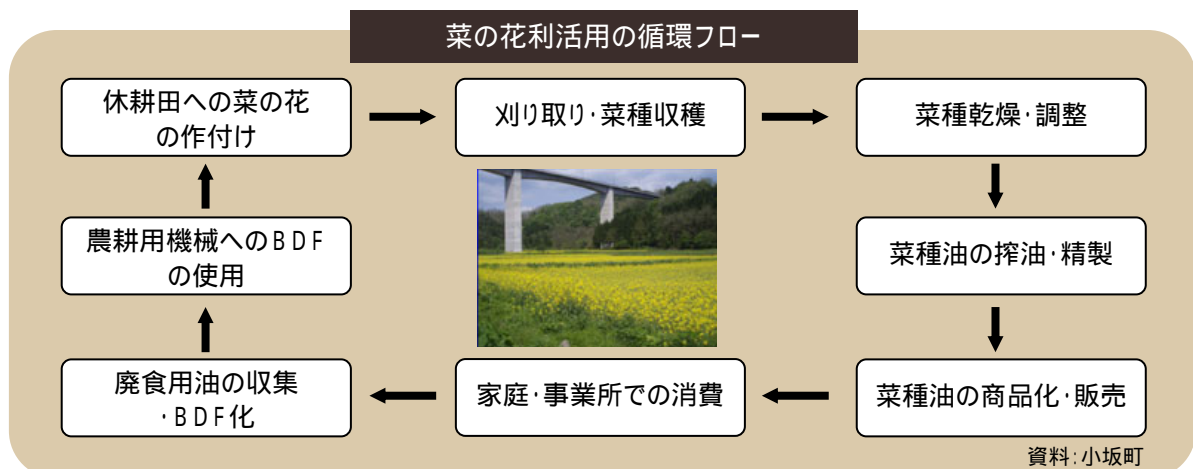 菜の花利活用の循環フロー
休耕田への菜の花
の作付け
刈り取り・菜種収穫
菜種乾燥・調整
農耕用機械へのBDF
の使用
菜種油の搾油・精製
廃食用油の収集
・BDF化
家庭・事業所での消費
菜種油の商品化・販売
資料:小坂町